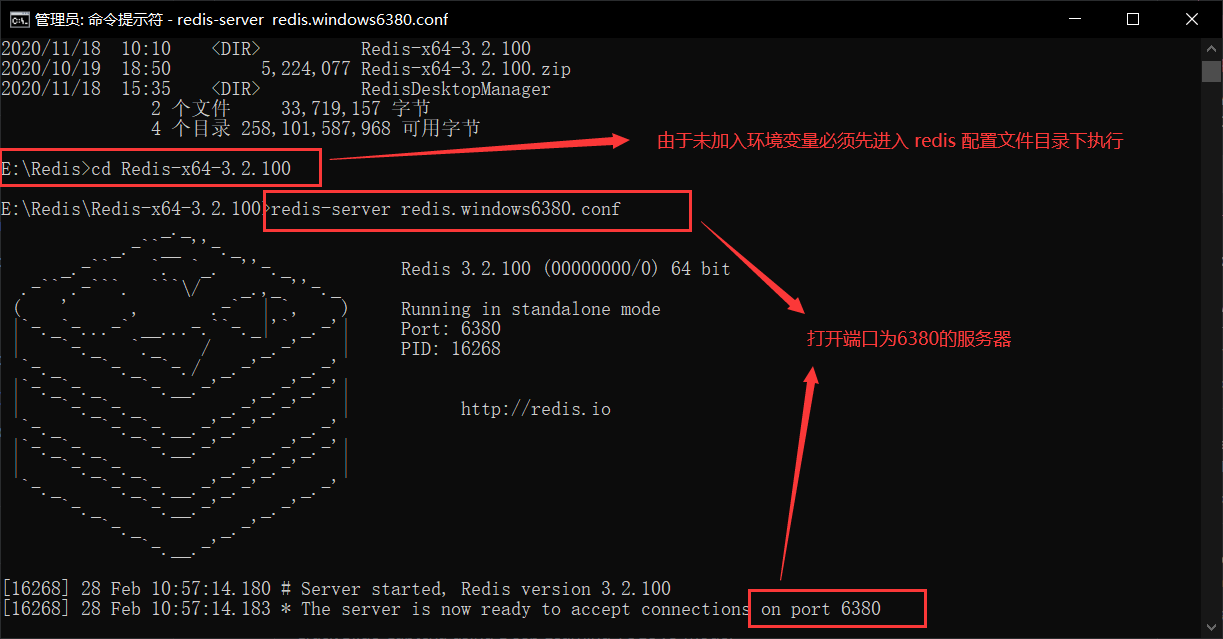 管理员: 命令提示符 - redis-server  redis.windows6380.conf
2020/11/18  10:10    <DIR>          Redis-x64-3.2.100
2020/10/19  18:50         5,224,077 Redis-x64-3.2.100.zip
2020/11/18  15:35    <DIR>          RedisDesktopManager
2 个文件     33,719,157 字节
4 个目录 258,101,587,968 可用字节
由于未加入环境变量必须先进入 redis 配置文件目录下执行
E:\Redis>cd Redis-x64-3.2.100
E:\Redis\Redis-x64-3.2.100>redis-server redis.windows6380.conf
Redis 3.2.100 (00000000/0) 64 bit
Running in standalone mode
Port: 6380
打开端口为6380的服务器
PID: 16268
http://redis.io
[16268] 28 Feb 10:57:14.180 # Server started, Redis version 3.2.100
[16268] 28 Feb 10:57:14.183 * The server is now ready to accept connections on port 6380